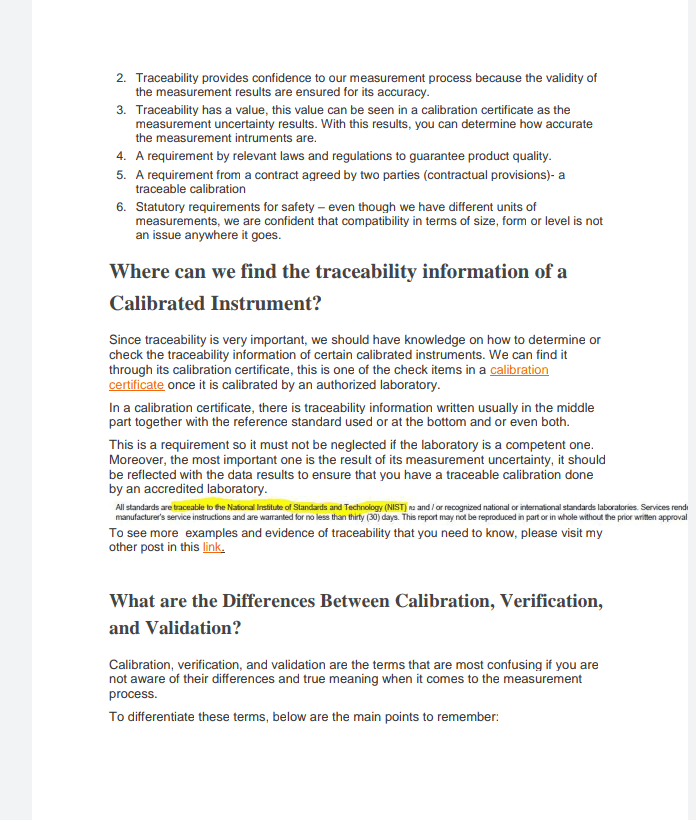 2. Traceability provides confidence to our measurement process because the validity of
the measurement results are ensured for its accuracy.
3. Traceability has a value, this value can be seen in a calibration certificate as the
measurement uncertainty results. With this results, you can determine how accurate
the measurement intruments are.
4. A requirement by relevant laws and regulations to guarantee product quality.
5. A requirement from a contract agreed by two parties (contractual provisions)- a
traceable calibration
6. Statutory requirements for safety – even though we have different units of
measurements, we are confident that compatibility in terms of size, form or level is not
an issue anywhere it goes.
Where can we find the traceability information of a
Calibrated Instrument?
Since traceability is very important, we should have knowledge on how to determine or
check the traceability information of certain calibrated instruments. We can find it
through its calibration certificate, this is one of the check items in a calibration
certificate once it is calibrated by an authorized laboratory.
In a calibration certificate, there is traceability information written usually in the middle
part together with the reference standard used or at the bottom and or even both.
This is a requirement so it must not be neglected if the laboratory is a competent one.
Moreover, the most important one is the result of its measurement uncertainty, it should
be reflected with the data results to ensure that you have a traceable calibration done
by an accredited laboratory.
All standards are traceable to the National Institute of Standards and Technology (NIST) and / or recognized national or international standards laboratories. Services
manufacturer's service instructions and are warranted for no less than thirty (30) days. This report may not be reproduced in part or in whole without the prior written approval
To see more examples and evidence of traceability that you need to know, please visit my
other post in this link.
What are the Differences Between Calibration, Verification,
and Validation?
Calibration, verification, and validation are the terms that are most confusing if you are
not aware of their differences and true meaning when it comes to the measurement
process.
To differentiate these terms, below are the main points to remember: